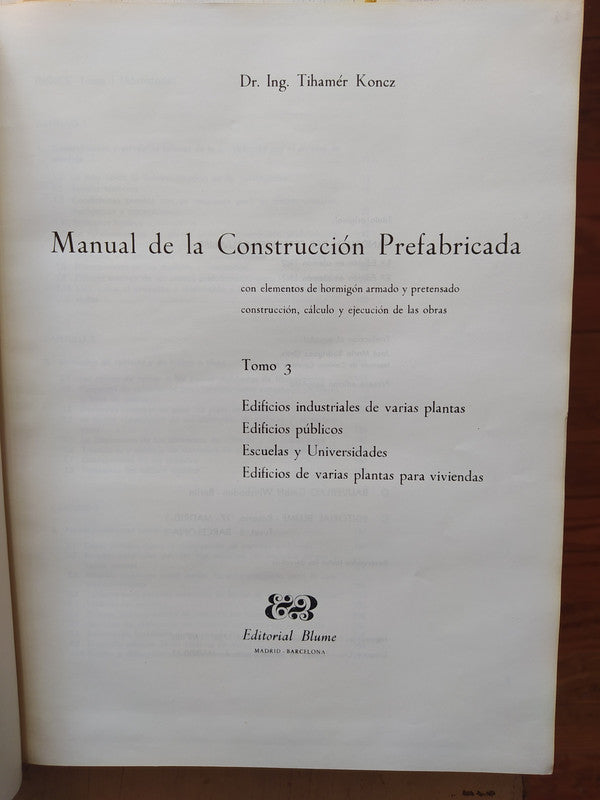 Dr. Ing. Tihamér Koncz
Manual de la Construcción Prefabricada
con elementos de hormigón armado y pretensado
construcción, cálculo y ejecución de las obras
Tomo 3
Edificios industriales de varias plantas
Edificios públicos
Escuelas y Universidades
Edificios de varias plantas para viviendas
Editorial Blume
MADRID - BARCELONA